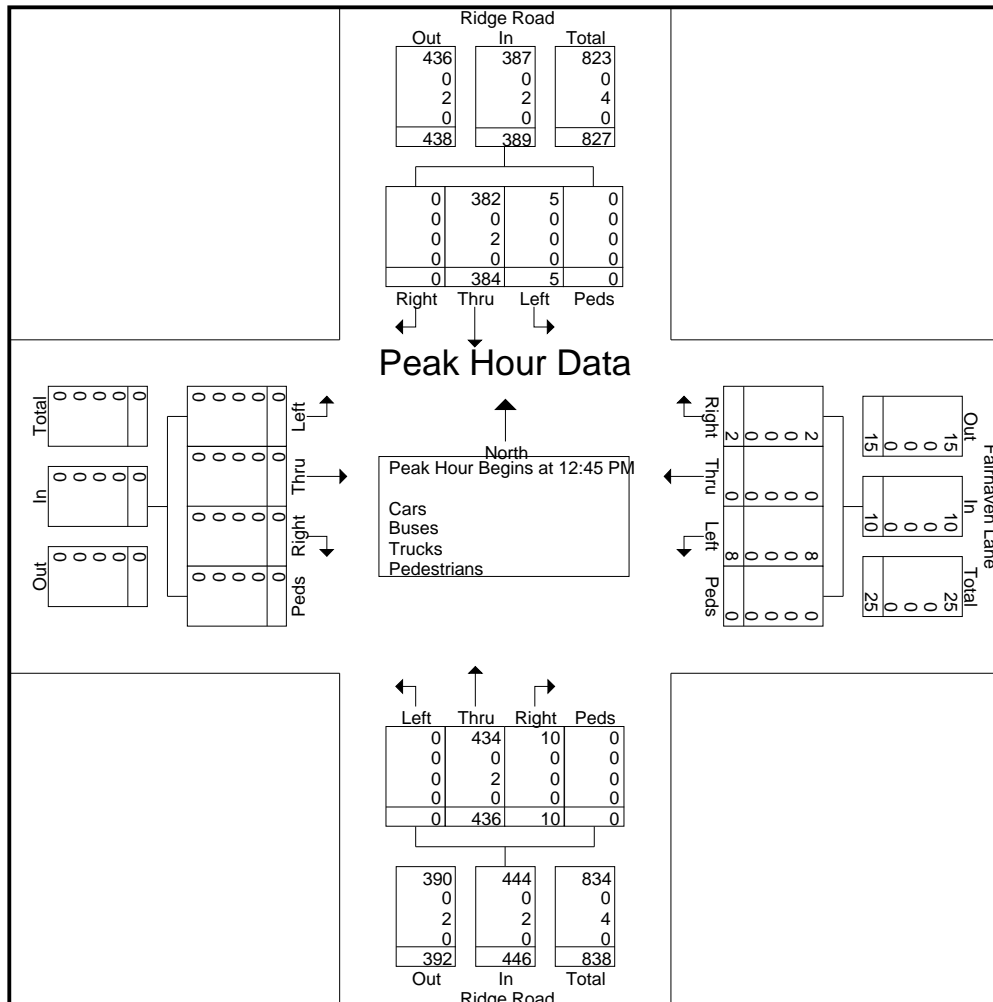 Ridge Road
Out In Total
436 387 823
0 0 0
2 2 4
0 0 0
438 389 827
0 382 5 0
0 0 0 0
0 2 0 0
0 0 0 0
0 384 5 0
Right Thru Left Peds
Peak Hour Data
North
Peak Hour Begins at 12:45 PM
Cars
Buses
Trucks
Pedestrians
Total
0 0 0 0 0
In
0 0 0 0 0
Out
0 0 0 0 0
Left
0 0 0 0 0
Thru
0 0 0 0 0
Right
0 0 0 0 0
Peds
0 0 0 0 0
Right
2 0 0 0 2
Thru
0 0 0 0 0
Left
8 0 0 0 8
Peds
0 0 0 0 0
Out
15 0 0 0 15
In
10 0 0 0 10
Total
25 0 0 0 25
Fairhaven Lane
Left Thru Right Peds
0 434 10 0
0 0 0 0
0 2 0 0
0 0 0 0
0 436 10 0
390 444 834
0 0 0
2 2 4
0 0 0
392 446 838
Out In Total
Ridge Road